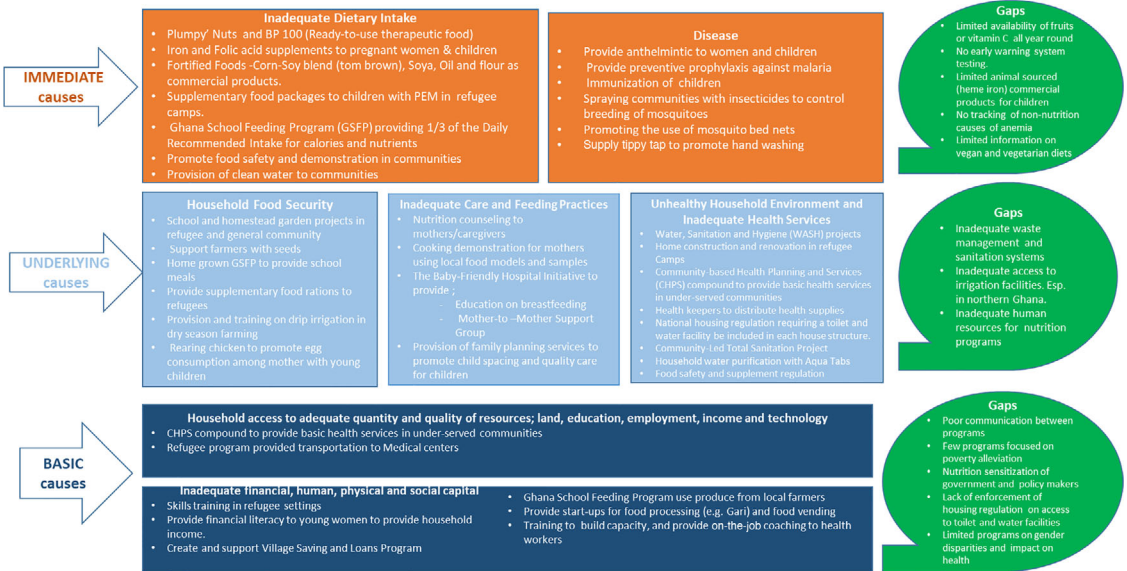 IMMEDIATE
causes
Inadequate Dietary Intake
• Plumpy' Nuts and BP 100 (Ready-to-use therapeutic food)
• Iron and Folic acid supplements to pregnant women & children
• Fortified Foods -Corn-Soy blend (tom brown), Soya, Oil and flour as
commercial products.
• Supplementary food packages to children with PEM in refugee
camps.
• Ghana School Feeding Program (GSFP) providing 1/3 of the Daily
Recommended Intake for calories and nutrients
• Promote food safety and demonstration in communities
• Provision of clean water to communities
Disease
• Provide anthelmintic to women and children
• Provide preventive prophylaxis against malaria
• Immunization of children
• Spraying communities with insecticides to control
breeding of mosquitoes
• Promoting the use of mosquito bed nets
• Supply tippy tap to promote hand washing
Gaps
• Limited availability of fruits
or vitamin C all year round
• No early warning system
testing.
• Limited animal sourced
(heme iron) commercial
products for children
• No tracking of non-nutrition
causes of anemia
• Limited information on
vegan and vegetarian diets
UNDERLYING
causes
Household Food Security
• School and homestead garden projects in
refugee and general community
• Support farmers with seeds
• Home grown GSFP to provide school
meals
• Provide supplementary food rations to
refugees
• Provision and training on drip irrigation in
dry season farming
• Rearing chicken to promote egg
consumption among mother with young
children
Inadequate Care and Feeding Practices
• Nutrition counseling to
mothers/caregivers
• Cooking demonstration for mothers
using local food models and samples
• The Baby-Friendly Hospital Initiative to
provide ;
- Education on breastfeeding
- Mother-to –Mother Support
Group
• Provision of family planning services to
promote child spacing and quality care
for children
Unhealthy Household Environment and
Inadequate Health Services
• Water, Sanitation and Hygiene (WASH) projects
• Home construction and renovation in refugee
Camps
• Community-based Health Planning and Services
(CHPS) compound to provide basic health services
in under-served communities
• Health keepers to distribute health supplies
• National housing regulation requiring a toilet and
water facility be included in each house structure.
• Community-Led Total Sanitation Project
• Household water purification with Aqua Tabs
• Food safety and supplement regulation
Gaps
• Inadequate waste
management and
sanitation systems
• Inadequate access to
irrigation facilities. Esp.
in northern Ghana.
• Inadequate human
resources for nutrition
programs
BASIC
causes
Household access to adequate quantity and quality of resources; land, education, employment, income and technology
• CHPS compound to provide basic health services in under-served communities
• Refugee program provided transportation to Medical centers
Inadequate financial, human, physical and social capital
• Skills training in refugee settings
• Provide financial literacy to young women to provide household
income.
• Create and support Village Saving and Loans Program
• Ghana School Feeding Program use produce from local farmers
• Provide start-ups for food processing (e.g. Gari) and food vending
• Training to build capacity, and provide on-the-job coaching to health
workers
Gaps
• Poor communication between
programs
• Few programs focused on
poverty alleviation
• Nutrition sensitization of
government and policy makers
• Lack of enforcement of
housing regulation on access
to toilet and water facilities
• Limited programs on gender
disparities and impact on
health